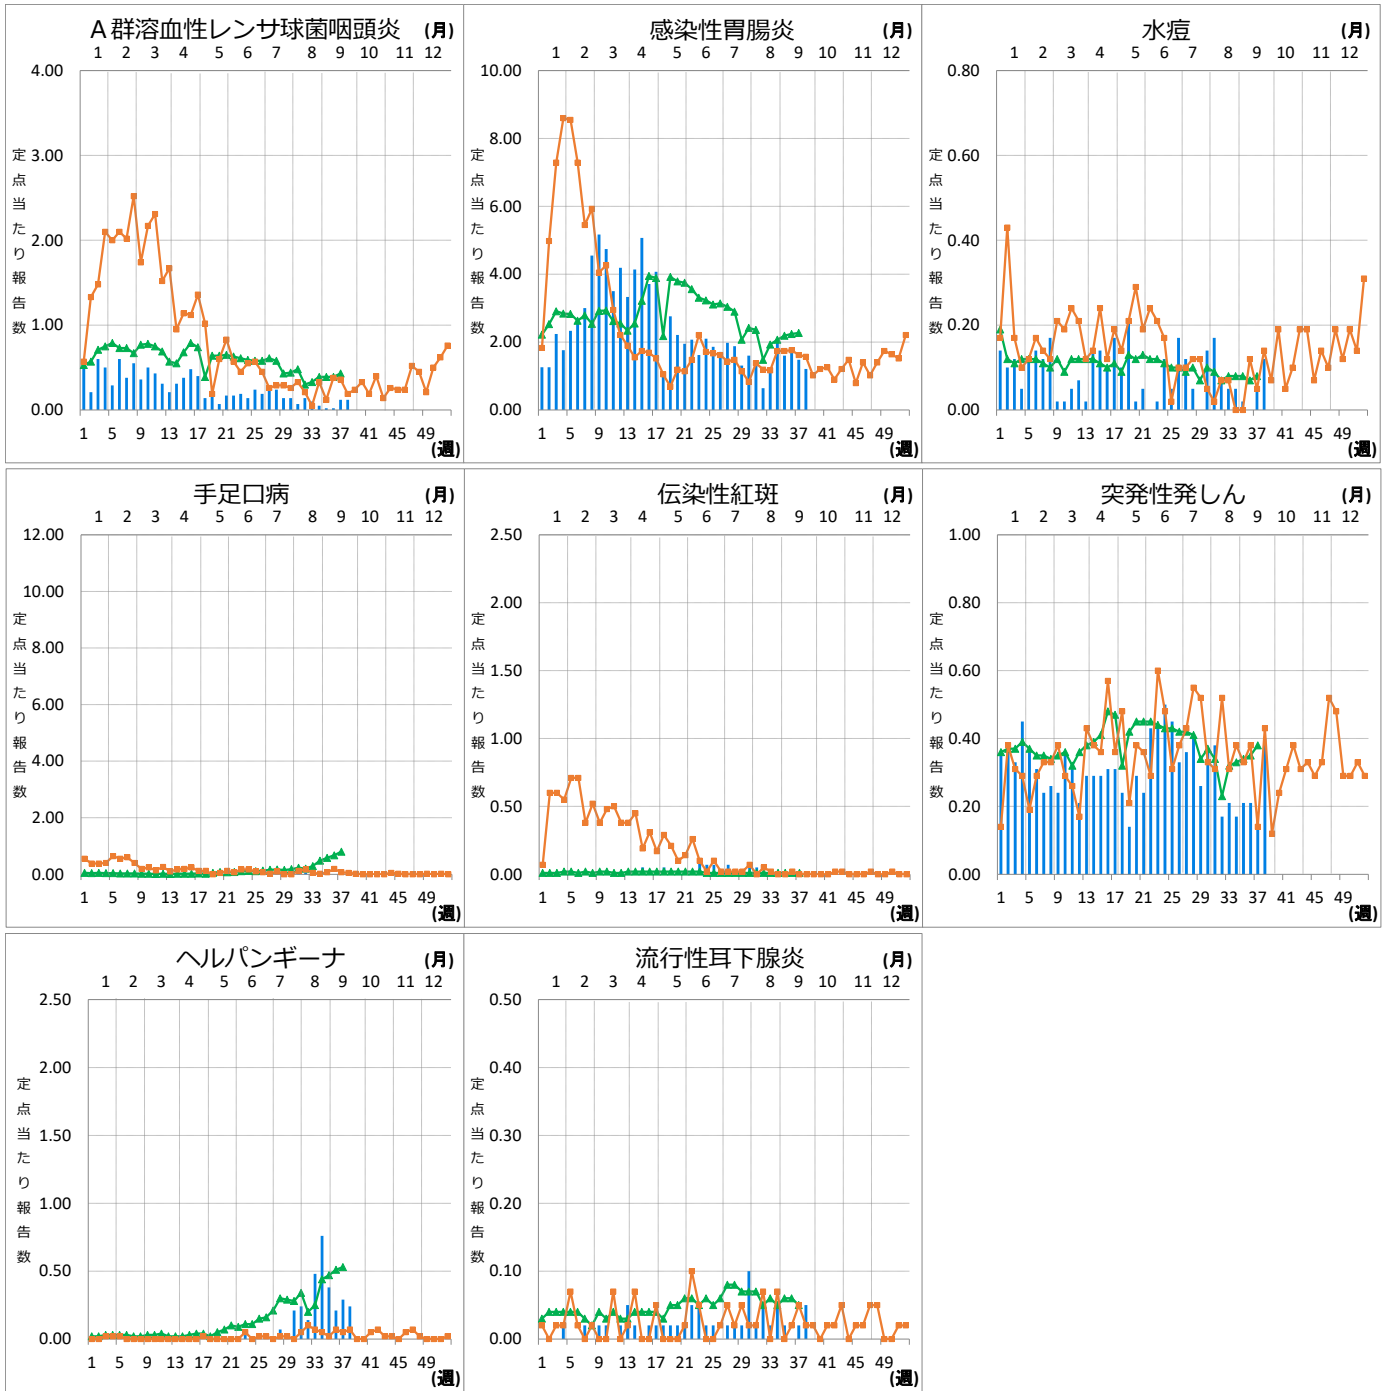 A群溶血性レンサ球菌咽頭炎 (月)
1 2 3 4 5 6 7 8 9 10 11 12
4.00
3.00
2.00
1.00
0.00
定点当たり報告数
1 5 9 13 17 21 25 29 33 37 41 45 49
(週)
感染性胃腸炎 (月)
1 2 3 4 5 6 7 8 9 10 11 12
10.00
8.00
6.00
4.00
2.00
0.00
定点当たり報告数
1 5 9 13 17 21 25 29 33 37 41 45 49
(週)
水痘 (月)
1 2 3 4 5 6 7 8 9 10 11 12
0.80
0.60
0.40
0.20
0.00
定点当たり報告数
1 5 9 13 17 21 25 29 33 37 41 45 49
(週)
手足口病 (月)
1 2 3 4 5 6 7 8 9 10 11 12
12.00
10.00
8.00
6.00
4.00
2.00
0.00
定点当たり報告数
1 5 9 13 17 21 25 29 33 37 41 45 49
(週)
伝染性紅斑 (月)
1 2 3 4 5 6 7 8 9 10 11 12
2.50
2.00
1.50
1.00
0.50
0.00
定点当たり報告数
1 5 9 13 17 21 25 29 33 37 41 45 49
(週)
突発性発しん (月)
1 2 3 4 5 6 7 8 9 10 11 12
1.00
0.80
0.60
0.40
0.20
0.00
定点当たり報告数
1 5 9 13 17 21 25 29 33 37 41 45 49
(週)
ヘルパンギーナ (月)
1 2 3 4 5 6 7 8 9 10 11 12
2.50
2.00
1.50
1.00
0.50
0.00
定点当たり報告数
1 5 9 13 17 21 25 29 33 37 41 45 49
(週)
流行性耳下腺炎 (月)
1 2 3 4 5 6 7 8 9 10 11 12
0.50
0.40
0.30
0.20
0.10
0.00
定点当たり報告数
1 5 9 13 17 21 25 29 33 37 41 45 49
(週)